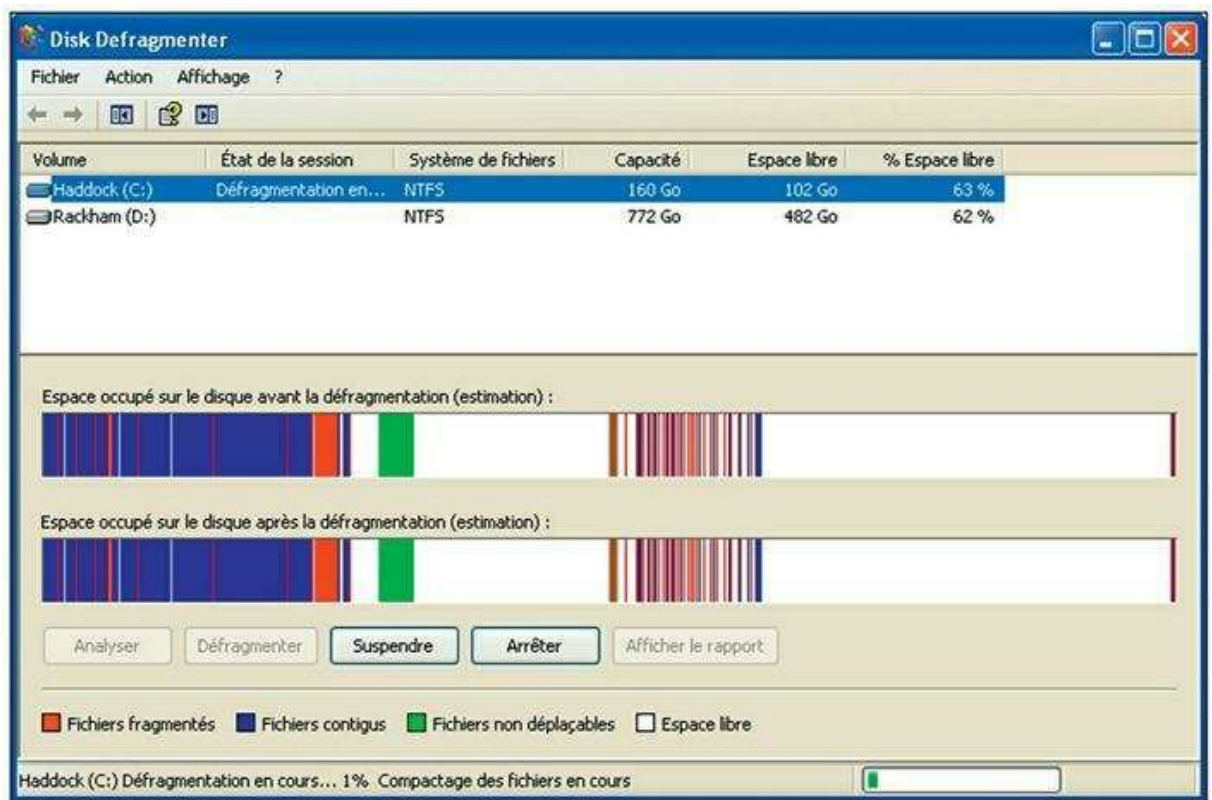 Disk Defragmenter
Fichier Action Affichage ?
Volume État de la session Système de fichiers Capacité Espace libre % Espace libre
Haddock (C:) Défragmentation en... NTFS 160 Go 102 Go 63 %
Rackham (D:) NTFS 772 Go 482 Go 62 %
Espace occupé sur le disque avant la défragmentation (estimation) :
Espace occupé sur le disque après la défragmentation (estimation) :
Analyser Défragmenter Suspendre Arrêter Afficher le rapport
Fichiers fragmentés Fichiers contigus Fichiers non déplaçables Espace libre
Haddock (C:) Défragmentation en cours... 1% Compactage des fichiers en cours